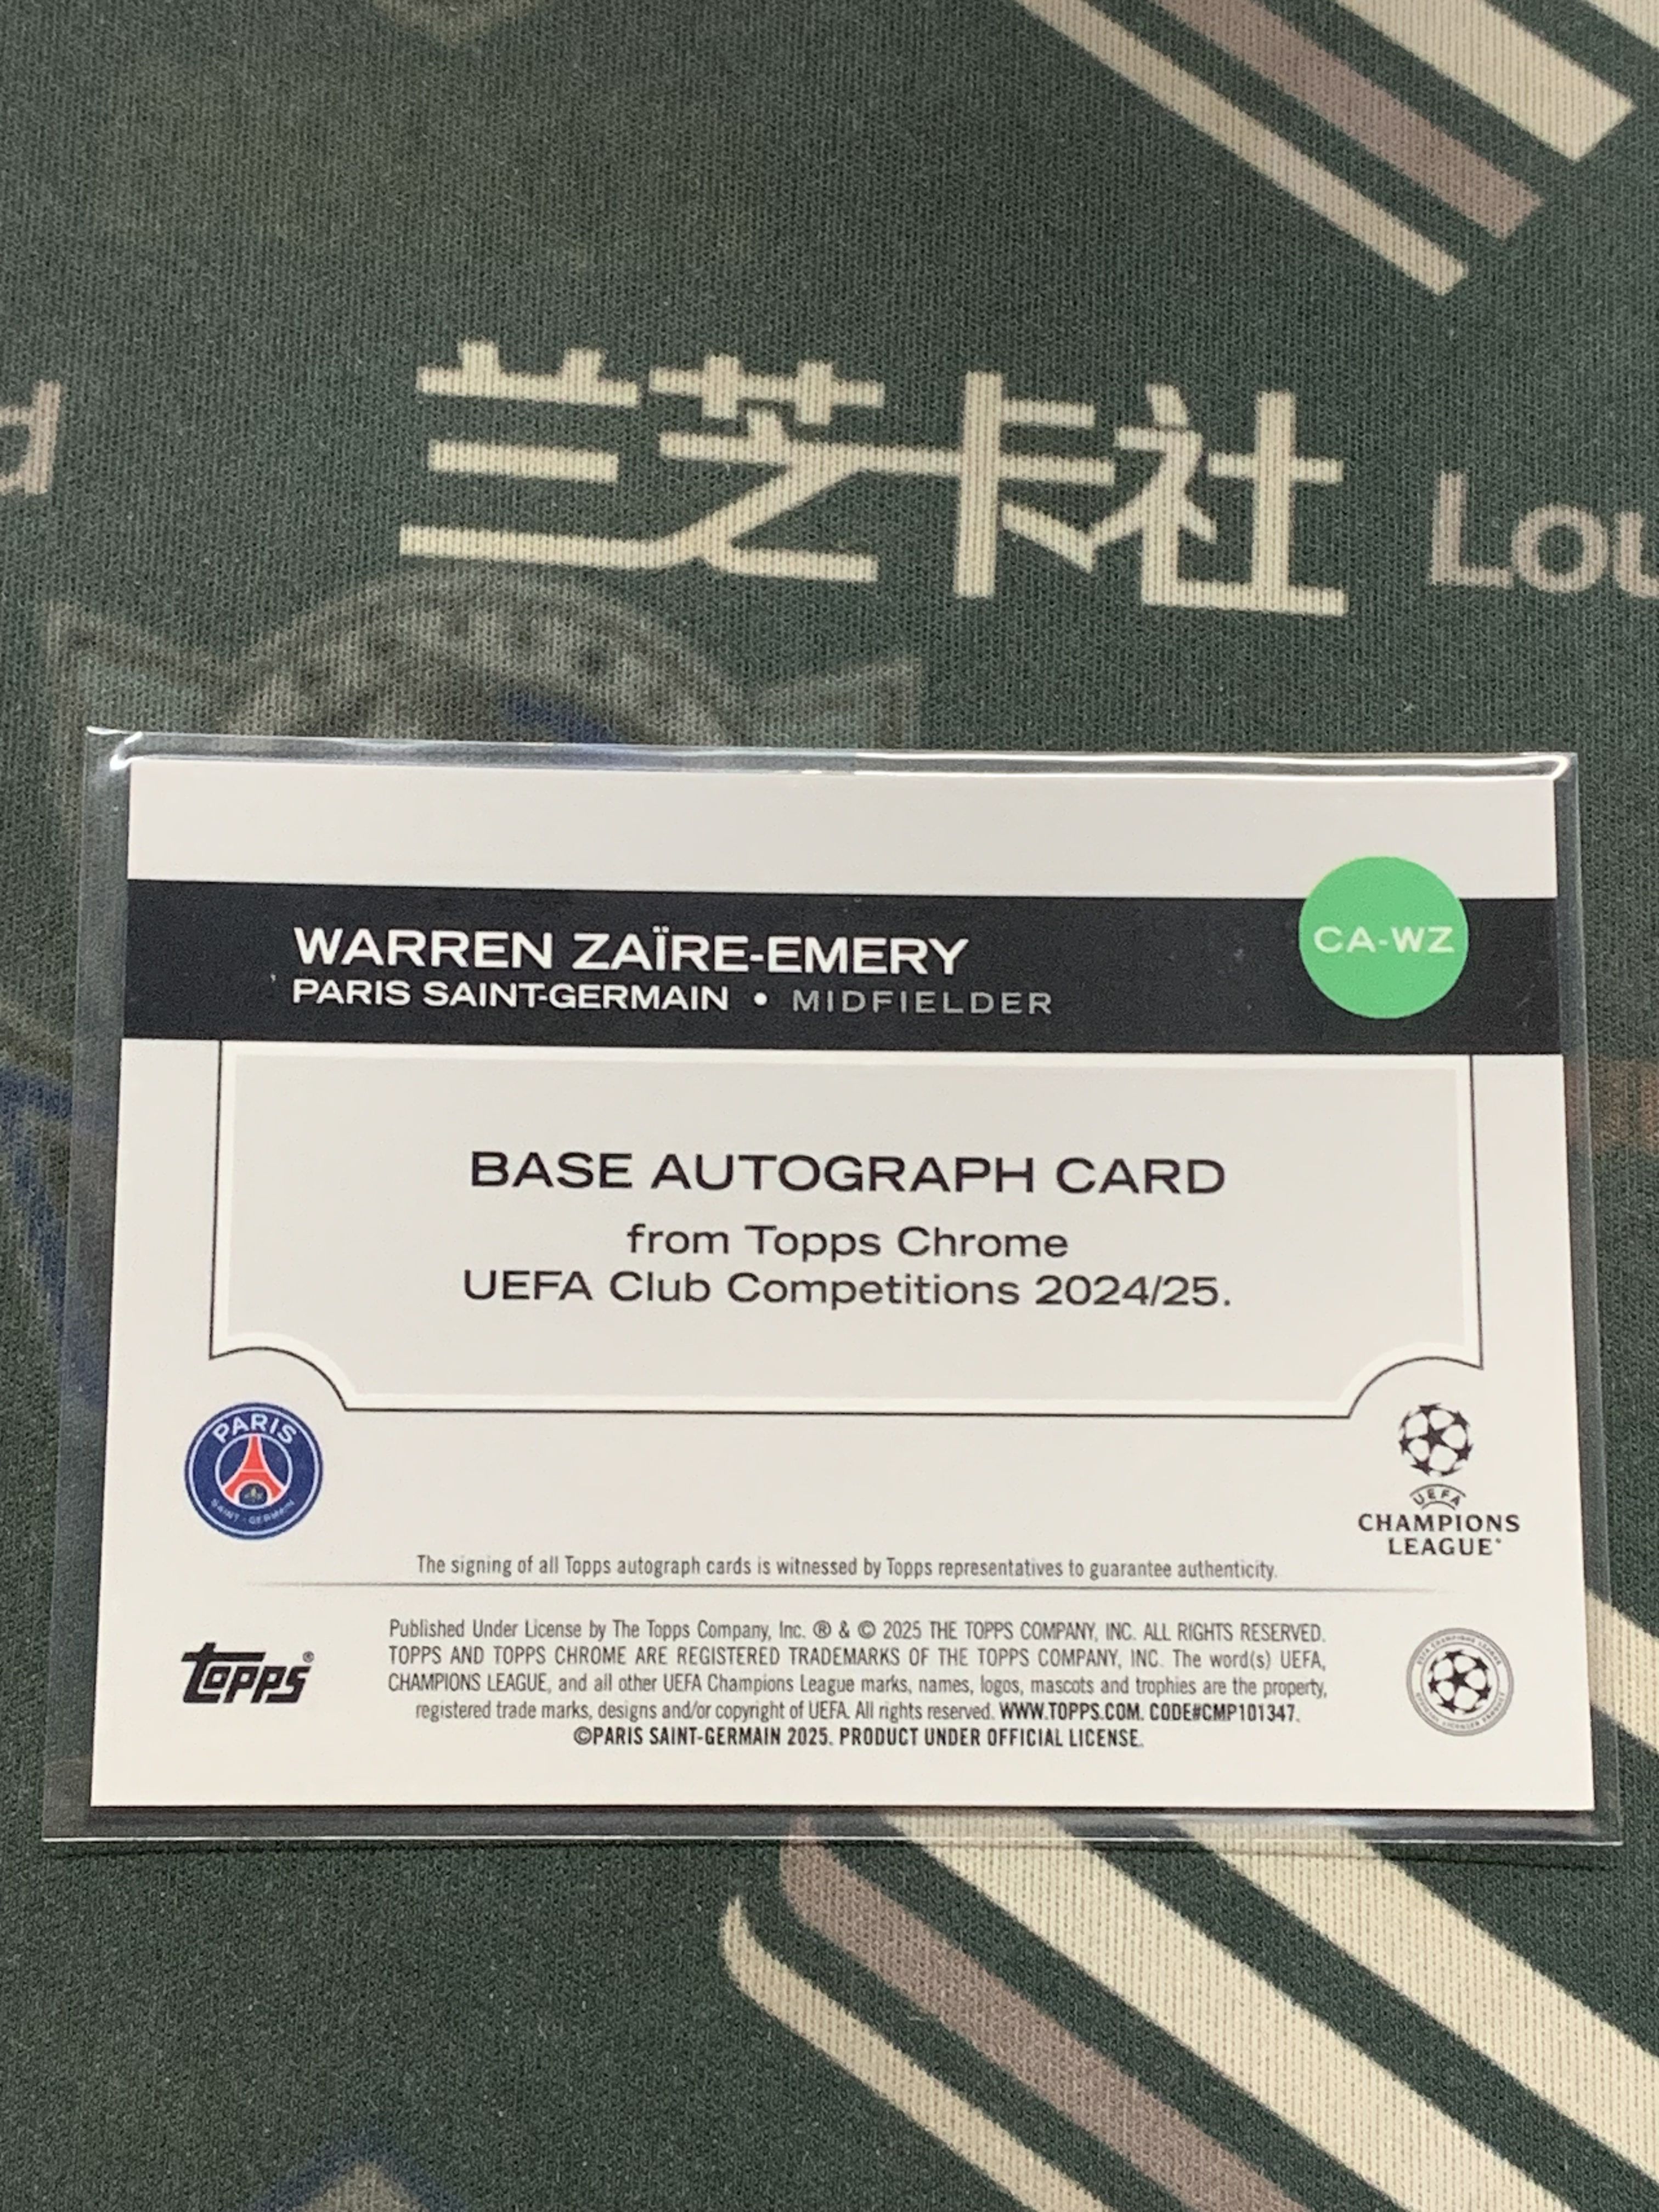 d
兰芝卡社
Lou
WARREN ZAÏRE-EMERY
PARIS SAINT-GERMAIN • MIDFIELDER
CA-WZ
BASE AUTOGRAPH CARD
from Topps Chrome
UEFA Club Competitions 2024/25.
PARIS
SAINT-GERMAIN
UEFA
CHAMPIONS
LEAGUE®
The signing of all Topps autograph cards is witnessed by Topps representatives to guarantee authenticity.
topps®
Published Under License by The Topps Company, Inc. ® & © 2025 THE TOPPS COMPANY, INC. ALL RIGHTS RESERVED.
TOPPS AND TOPPS CHROME ARE REGISTERED TRADEMARKS OF THE TOPPS COMPANY, INC. The word(s) UEFA,
CHAMPIONS LEAGUE, and all other UEFA Champions League marks, names, logos, mascots and trophies are the property,
registered trade marks, designs and/or copyright of UEFA. All rights reserved. WWW.TOPPS.COM. CODE#CMP101347.
©PARIS SAINT-GERMAIN 2025. PRODUCT UNDER OFFICIAL LICENSE.